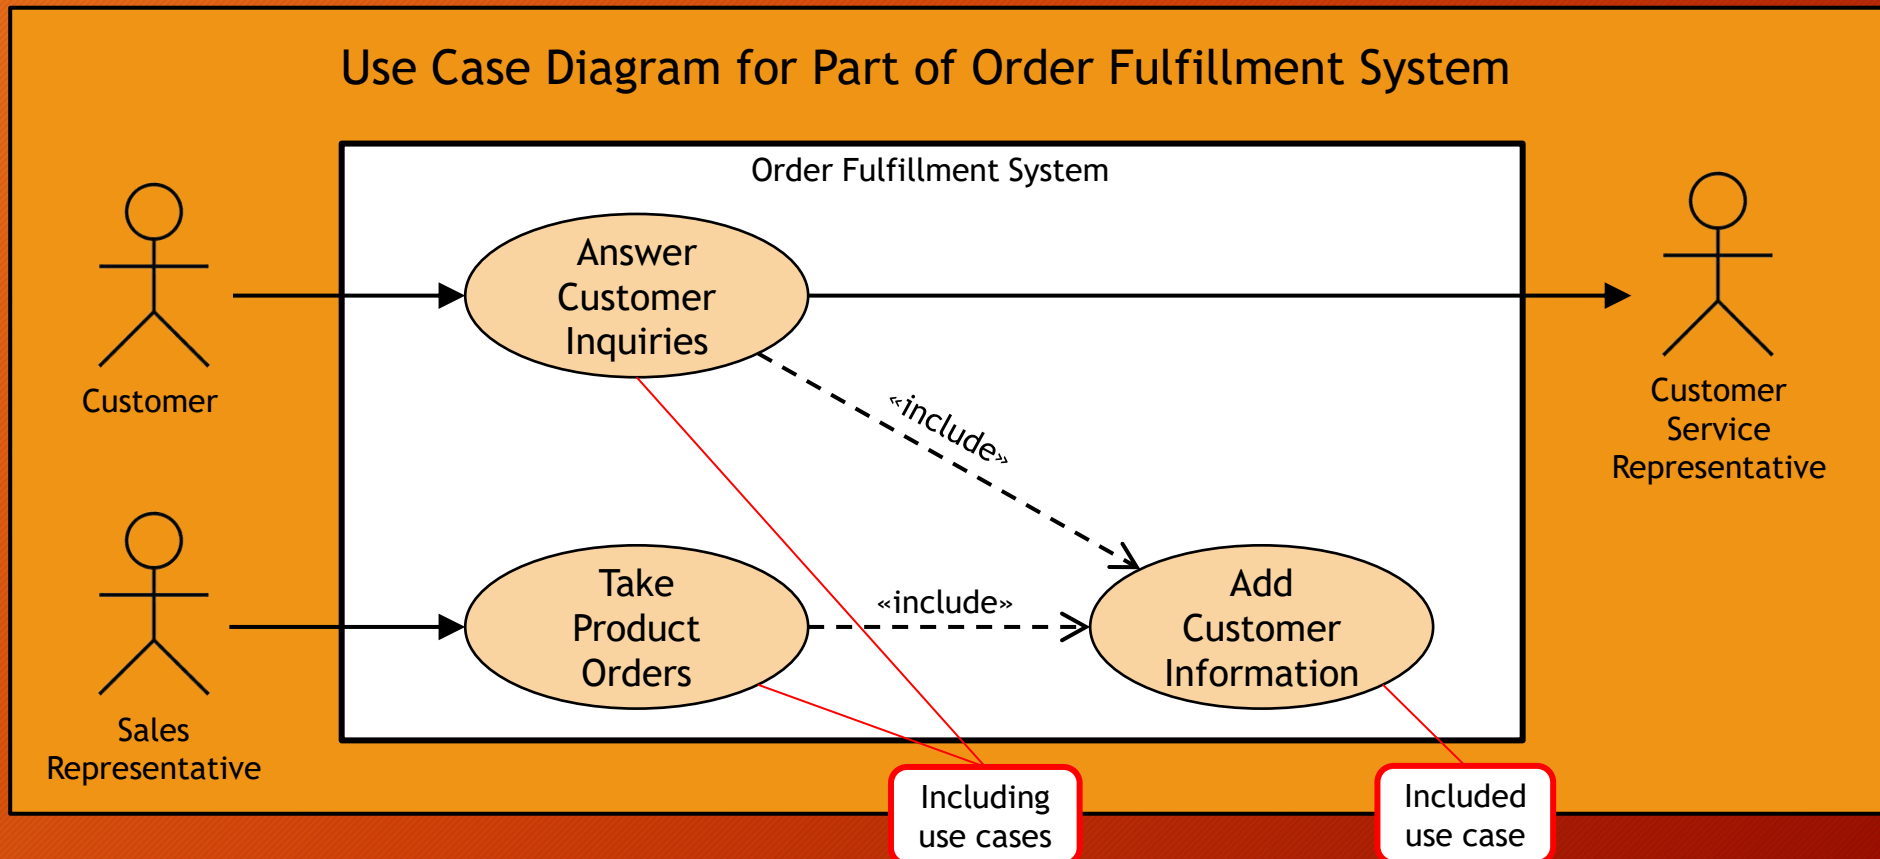 Use Case Diagram for Part of Order Fulfillment System
Order Fulfillment System
Answer
Customer
Inquiries
Customer
Customer
Service
Representative
«include»
«include»
Take
Product
Orders
Add
Customer
Information
Sales
Representative
Including
use cases
Included
use case